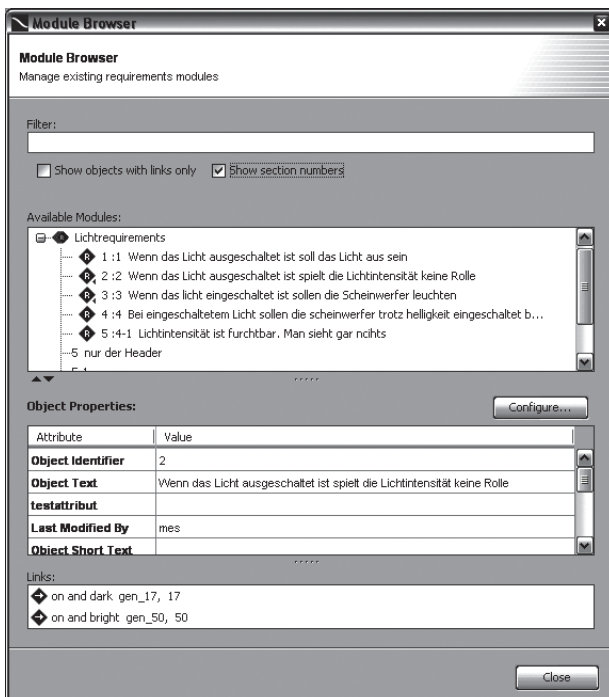 Module Browser
Module Browser
Manage existing requirements modules
Filter:
Show objects with links only Show section numbers
Available Modules:
Lichtrequirements
1 :1 Wenn das Licht ausgeschaltet ist soll das Licht aus sein
2 :2 Wenn das Licht ausgeschaltet ist spielt die Lichtintensität keine Rolle
3 :3 Wenn das licht eingeschaltet ist sollen die Scheinwerfer leuchten
4 :4 Bei eingeschaltetem Licht sollen die scheinwerfer trotz helligkeit eingeschaltet b...
5 :4-1 Lichtintensität ist furchtbar. Man sieht gar ncihts
5 nur der Header
Object Properties:
Configure...
Attribute Value
Object Identifier 2
Object Text Wenn das Licht ausgeschaltet ist spielt die Lichtintensität keine Rolle
testattribut
Last Modified By mes
Object Short Text
Links:
on and dark gen_17, 17
on and bright gen_50, 50
Close